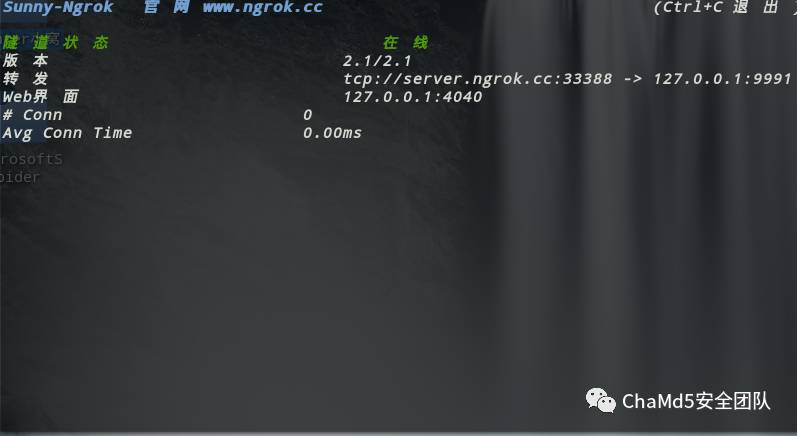 Sunny-Ngrok 官网 www.ngrok.cc (Ctrl+C 退出)
隧道状态 在线
版本 2.1/2.1
转发 tcp://server.ngrok.cc:33388 -> 127.0.0.1:9991
Web界面 127.0.0.1:4040
# Conn 0
Avg Conn Time 0.00ms
rosoftS
pider
ChaMd5安全团队